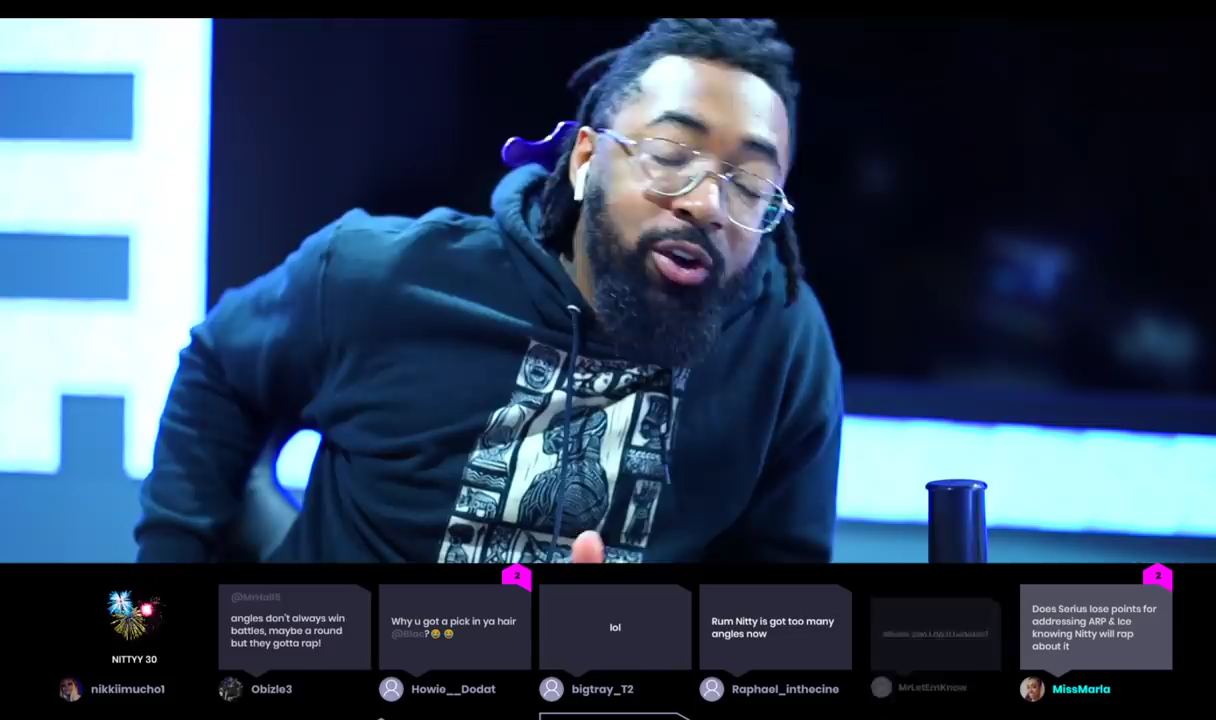 2
2
@MrHall5
angles don't always win
battles, maybe a round
but they gotta rap!
Why u got a pick in ya hair
@Blac?😂😂
lol
Rum Nitty is got too many
angles now
Does Serius lose points for
addressing ARP & Ice
knowing Nitty will rap
about it
NITTYY 30
nikkiimucho1
Obizle3
Howie__Dodat
bigtray_T2
Raphael_inthecine
MrLetEmKnow
MissMarla